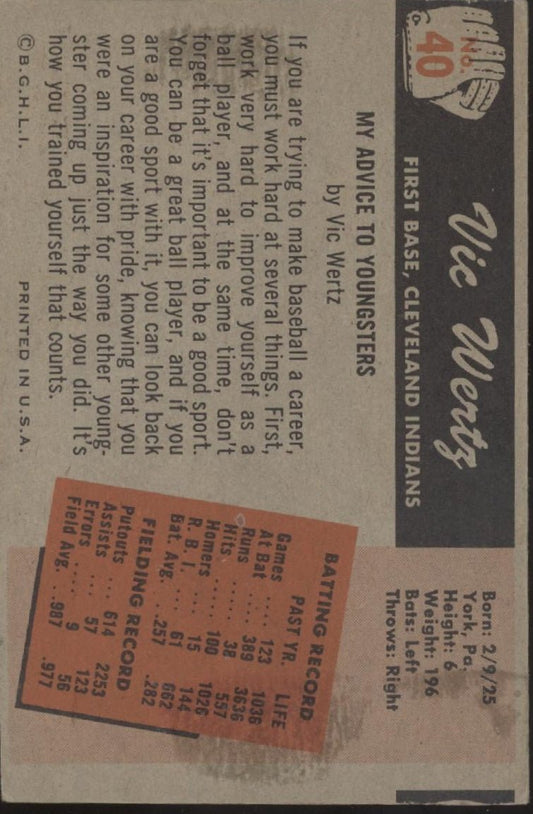 No.
40
Vic Wertz
FIRST BASE, CLEVELAND INDIANS
Born: 2/9/25
York, Pa.
Height: 6
Weight: 196
Bats: Left
Throws: Right
MY ADVICE TO YOUNGSTERS
by Vic Wertz
If you are trying to make baseball a career,
you must work hard at several things. First,
work very hard to improve yourself as a
ball player, and at the same time, don't
forget that it's important to be a good sport.
You can be a great ball player, and if you
are a good sport with it, you can look back
on your career with pride, knowing that you
were an inspiration for some other young-
ster coming up just the way you did. It's
how you trained yourself that counts.
BATTING RECORD
PAST YR. LIFE
Games .... 123 1036
At Bat .... 389 3636
Runs ..... 38 557
Hits ..... 100 1026
Homers .... 15 144
R. B. I. .... 61 662
Bat. Avg. .. .257 .282
FIELDING RECORD
Putouts ... 614 2253
Assists .... 57 123
Errors .... 9 56
Field Avg. .. .987 .977
© B.G.H.L.I. PRINTED IN U.S.A.